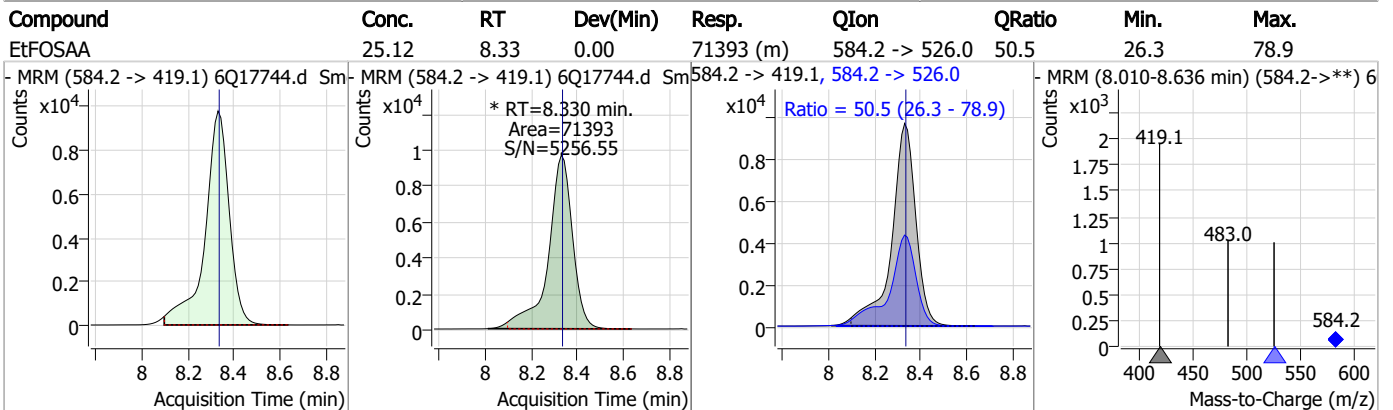 Compound Conc. RT Dev(Min) Resp. QIon QRatio Min. Max.
EtFOSAA 25.12 8.33 0.00 71393 (m) 584.2 -> 526.0 50.5 26.3 78.9
- MRM (584.2 -> 419.1) 6Q17744.d Sm
Counts
x10⁴
0.8
0.6
0.4
0.2
0
8 8.2 8.4 8.6 8.8
Acquisition Time (min)
- MRM (584.2 -> 419.1) 6Q17744.d Sm
Counts
x10⁴
* RT=8.330 min.
Area=71393
S/N=5256.55
1
0.8
0.6
0.4
0.2
0
8 8.2 8.4 8.6 8.8
Acquisition Time (min)
584.2 -> 419.1, 584.2 -> 526.0
Counts
x10⁴
Ratio = 50.5 (26.3 - 78.9)
0.8
0.6
0.4
0.2
0
8 8.2 8.4 8.6 8.8
Acquisition Time (min)
- MRM (8.010-8.636 min) (584.2->**) 6
Counts
x10³
2
1.75
1.5
1.25
1
0.75
0.5
0.25
0
419.1
483.0
584.2
400 450 500 550 600
Mass-to-Charge (m/z)